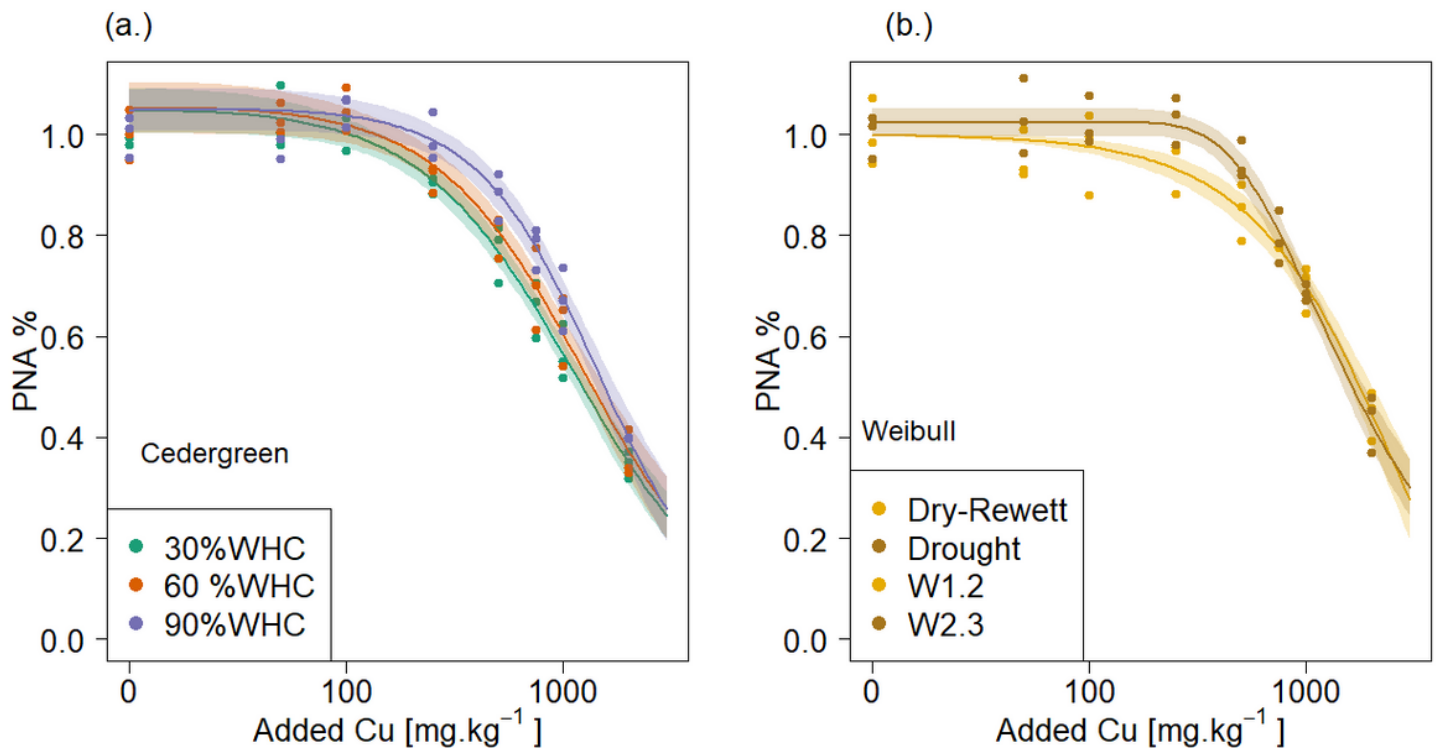 (a.)
PNA %
1.0
0.8
0.6
0.4
0.2
0.0
Cedergreen
30%WHC
60 %WHC
90%WHC
0 100 1000
Added Cu [mg.kg⁻¹ ]
(b.)
PNA %
1.0
0.8
0.6
0.4
0.2
0.0
Weibull
Dry-Rewett
Drought
W1.2
W2.3
0 100 1000
Added Cu [mg.kg⁻¹ ]